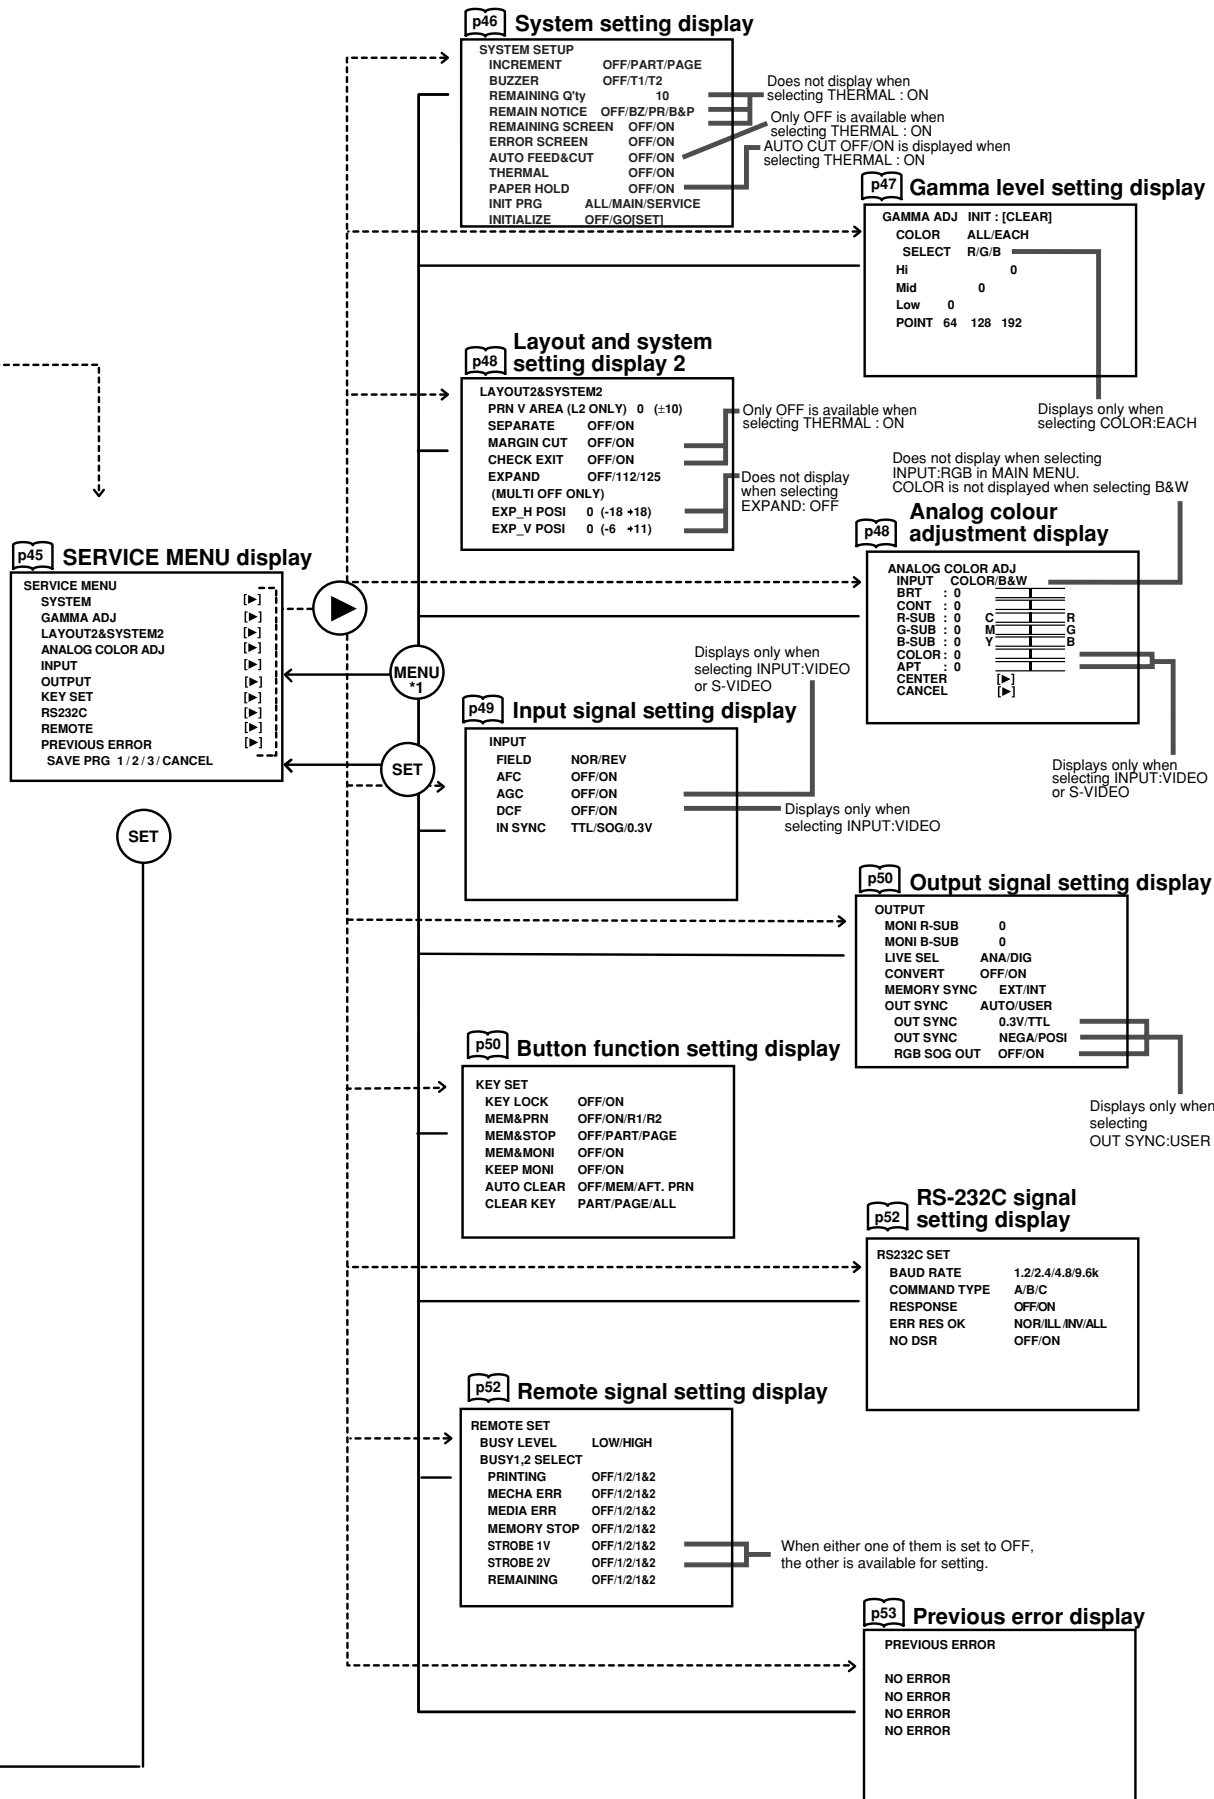 p46 System setting display
SYSTEM SETUP
INCREMENT OFF/PART/PAGE
BUZZER OFF/T1/T2
REMAINING Q'ty 10
REMAIN NOTICE OFF/BZ/PR/B&P
REMAINING SCREEN OFF/ON
ERROR SCREEN OFF/ON
AUTO FEED&CUT OFF/ON
THERMAL OFF/ON
PAPER HOLD OFF/ON
INIT PRG ALL/MAIN/SERVICE
INITIALIZE OFF/GO[SET]
Does not display when
selecting THERMAL : ON
Only OFF is available when
selecting THERMAL : ON
AUTO CUT OFF/ON is displayed when
selecting THERMAL : ON
p47 Gamma level setting display
GAMMA ADJ INIT : [CLEAR]
COLOR ALL/EACH
SELECT R/G/B
Hi 0
Mid 0
Low 0
POINT 64 128 192
Displays only when
selecting COLOR:EACH
p48 Layout and system
setting display 2
LAYOUT2&SYSTEM2
PRN V AREA (L2 ONLY) 0 (±10)
SEPARATE OFF/ON
MARGIN CUT OFF/ON
CHECK EXIT OFF/ON
EXPAND OFF/112/125
(MULTI OFF ONLY)
EXP_H POSI 0 (-18 +18)
EXP_V POSI 0 (-6 +11)
Only OFF is available when
selecting THERMAL : ON
Does not display
when selecting
EXPAND: OFF
Does not display when selecting
INPUT:RGB in MAIN MENU.
COLOR is not displayed when selecting B&W
p48 Analog colour
adjustment display
ANALOG COLOR ADJ
INPUT COLOR/B&W
BRT : 0
CONT : 0
R-SUB : 0 C R
G-SUB : 0 M G
B-SUB : 0 Y B
COLOR : 0
APT : 0
CENTER [▶]
CANCEL [▶]
Displays only when
selecting INPUT:VIDEO
or S-VIDEO
p45 SERVICE MENU display
SERVICE MENU
SYSTEM [▶]
GAMMA ADJ [▶]
LAYOUT2&SYSTEM2 [▶]
ANALOG COLOR ADJ [▶]
INPUT [▶]
OUTPUT [▶]
KEY SET [▶]
RS232C [▶]
REMOTE [▶]
PREVIOUS ERROR [▶]
SAVE PRG 1 / 2 / 3 / CANCEL
MENU
*1
SET
SET
Displays only when
selecting INPUT:VIDEO
or S-VIDEO
p49 Input signal setting display
INPUT
FIELD NOR/REV
AFC OFF/ON
AGC OFF/ON
DCF OFF/ON
IN SYNC TTL/SOG/0.3V
Displays only when
selecting INPUT:VIDEO
p50 Output signal setting display
OUTPUT
MONI R-SUB 0
MONI B-SUB 0
LIVE SEL ANA/DIG
CONVERT OFF/ON
MEMORY SYNC EXT/INT
OUT SYNC AUTO/USER
OUT SYNC 0.3V/TTL
OUT SYNC NEGA/POSI
RGB SOG OUT OFF/ON
Displays only when
selecting
OUT SYNC:USER
p50 Button function setting display
KEY SET
KEY LOCK OFF/ON
MEM&PRN OFF/ON/R1/R2
MEM&STOP OFF/PART/PAGE
MEM&MONI OFF/ON
KEEP MONI OFF/ON
AUTO CLEAR OFF/MEM/AFT. PRN
CLEAR KEY PART/PAGE/ALL
p52 RS-232C signal
setting display
RS232C SET
BAUD RATE 1.2/2.4/4.8/9.6k
COMMAND TYPE A/B/C
RESPONSE OFF/ON
ERR RES OK NOR/ILL/INV/ALL
NO DSR OFF/ON
p52 Remote signal setting display
REMOTE SET
BUSY LEVEL LOW/HIGH
BUSY1,2 SELECT
PRINTING OFF/1/2/1&2
MECHA ERR OFF/1/2/1&2
MEDIA ERR OFF/1/2/1&2
MEMORY STOP OFF/1/2/1&2
STROBE 1V OFF/1/2/1&2
STROBE 2V OFF/1/2/1&2
REMAINING OFF/1/2/1&2
When either one of them is set to OFF,
the other is available for setting.
p53 Previous error display
PREVIOUS ERROR
NO ERROR
NO ERROR
NO ERROR
NO ERROR